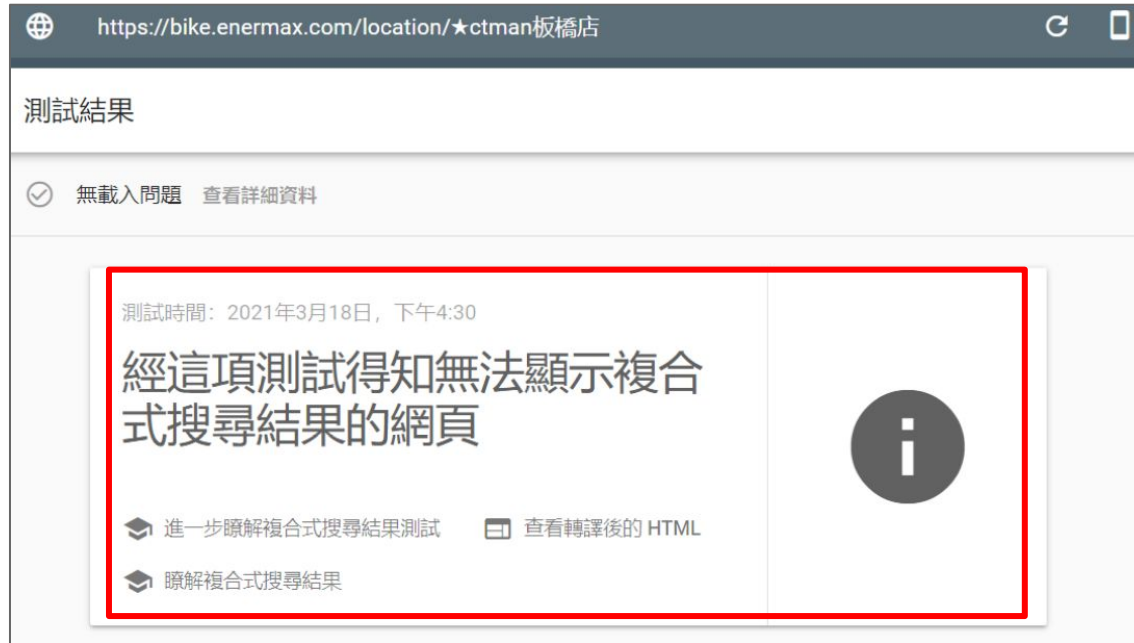 https://bike.enermax.com/location/★ctman板橋店
測試結果
無載入問題 查看詳細資料
測試時間：2021年3月18日，下午4:30
經這項測試得知無法顯示複合
式搜尋結果的網頁
進一步瞭解複合式搜尋結果測試 查看轉譯後的 HTML
瞭解複合式搜尋結果